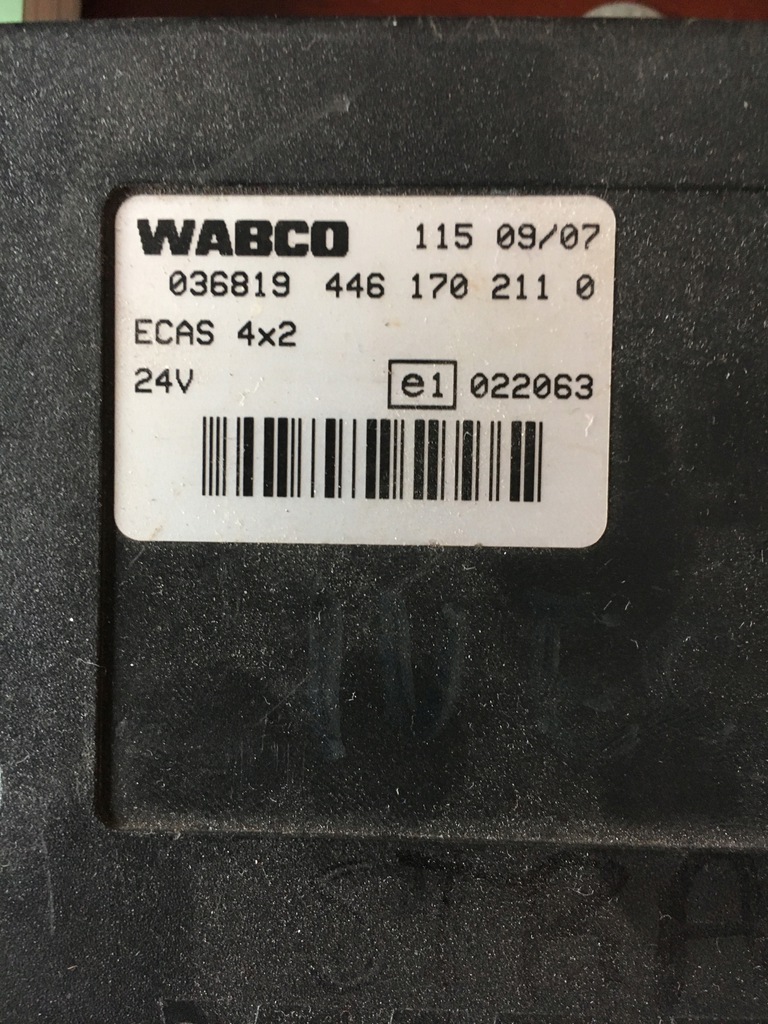 WABCO 115 09/07
036819 446 170 211 0
ECAS 4x2
24V e1 022063